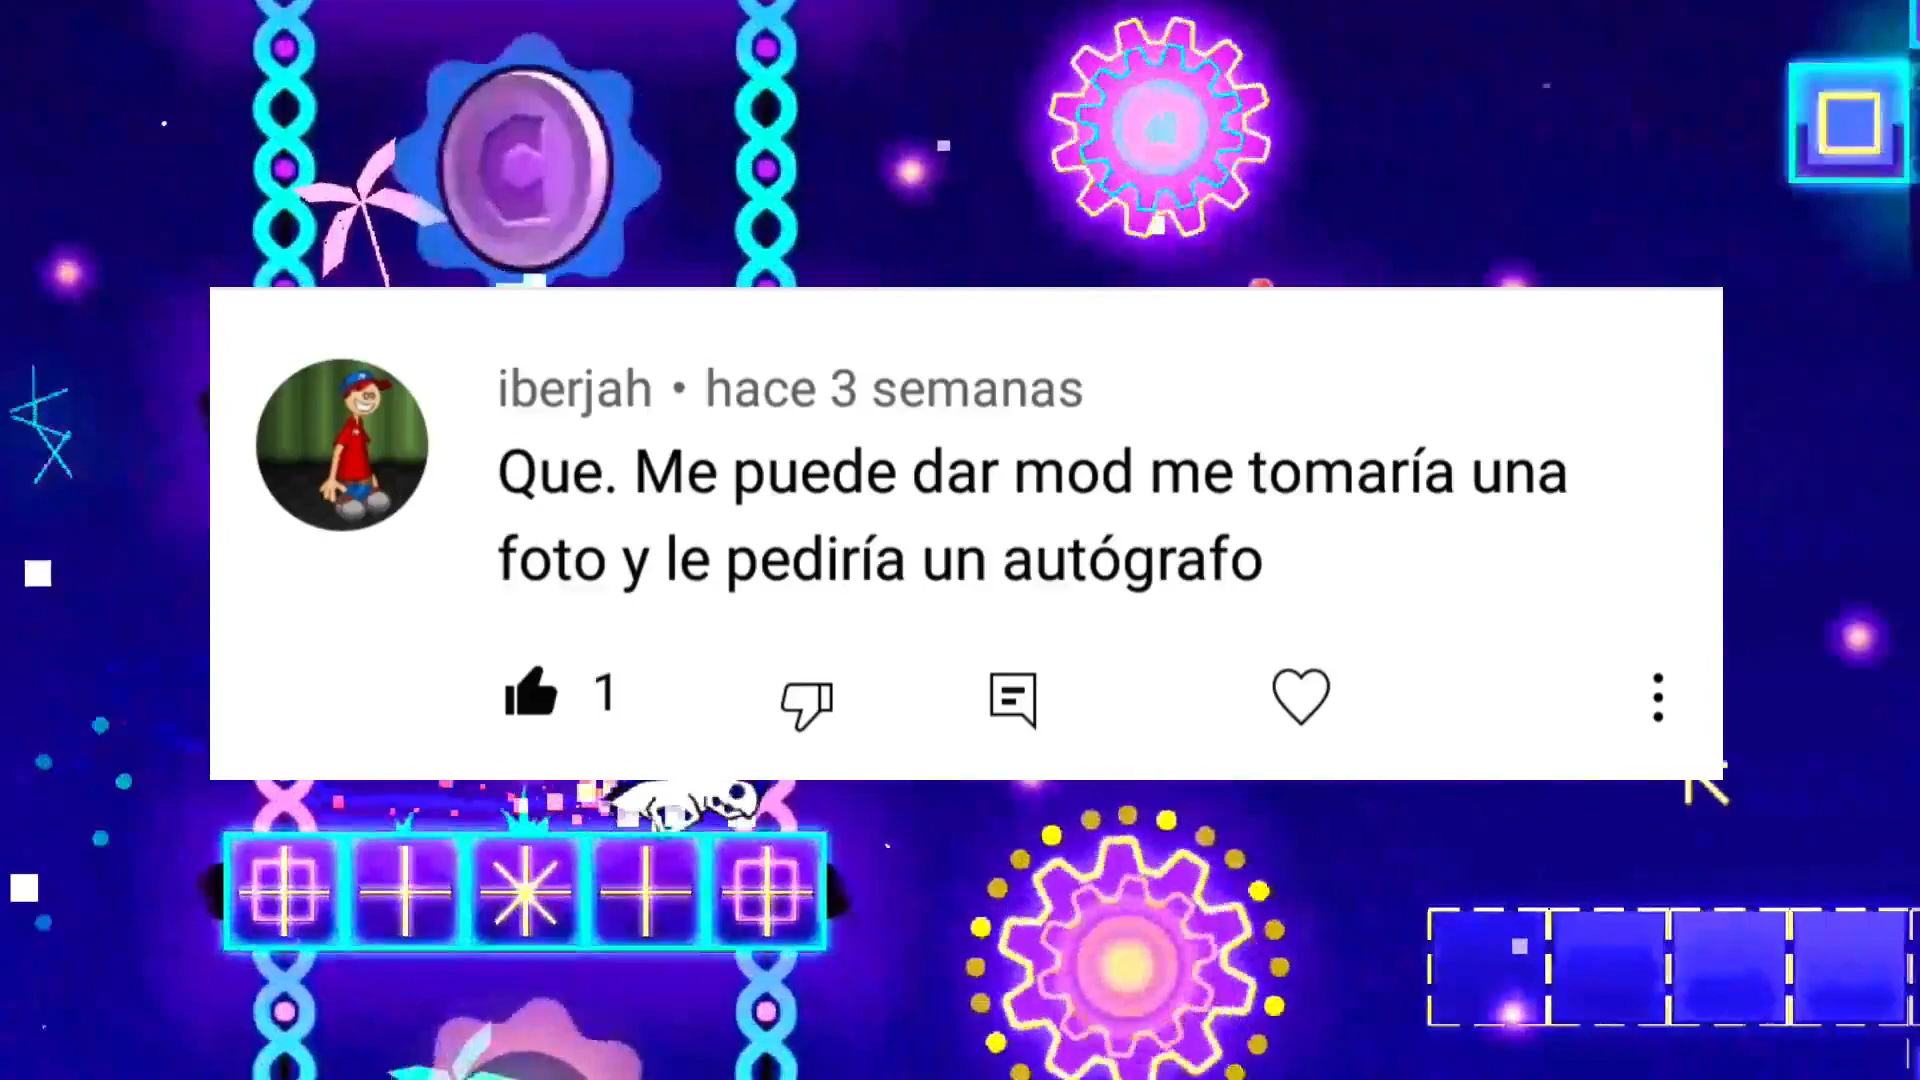 iberjah • hace 3 semanas
Que. Me puede dar mod me tomaría una
foto y le pediría un autógrafo
1